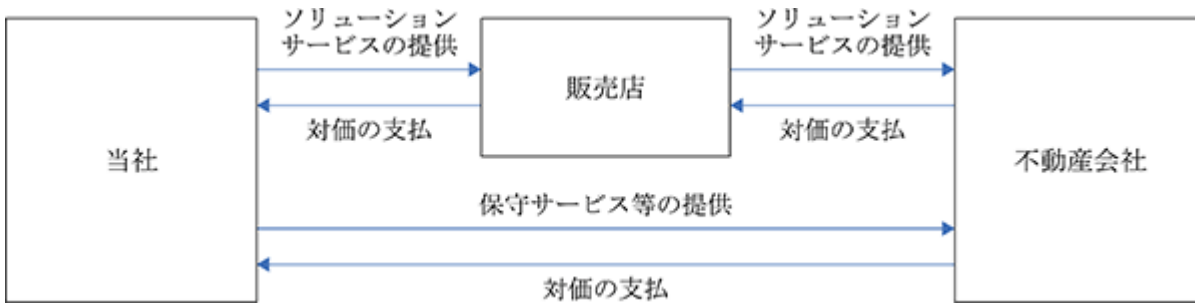 ソリューション
サービスの提供
ソリューション
サービスの提供
販売店
対価の支払
対価の支払
当社
不動産会社
保守サービス等の提供
対価の支払